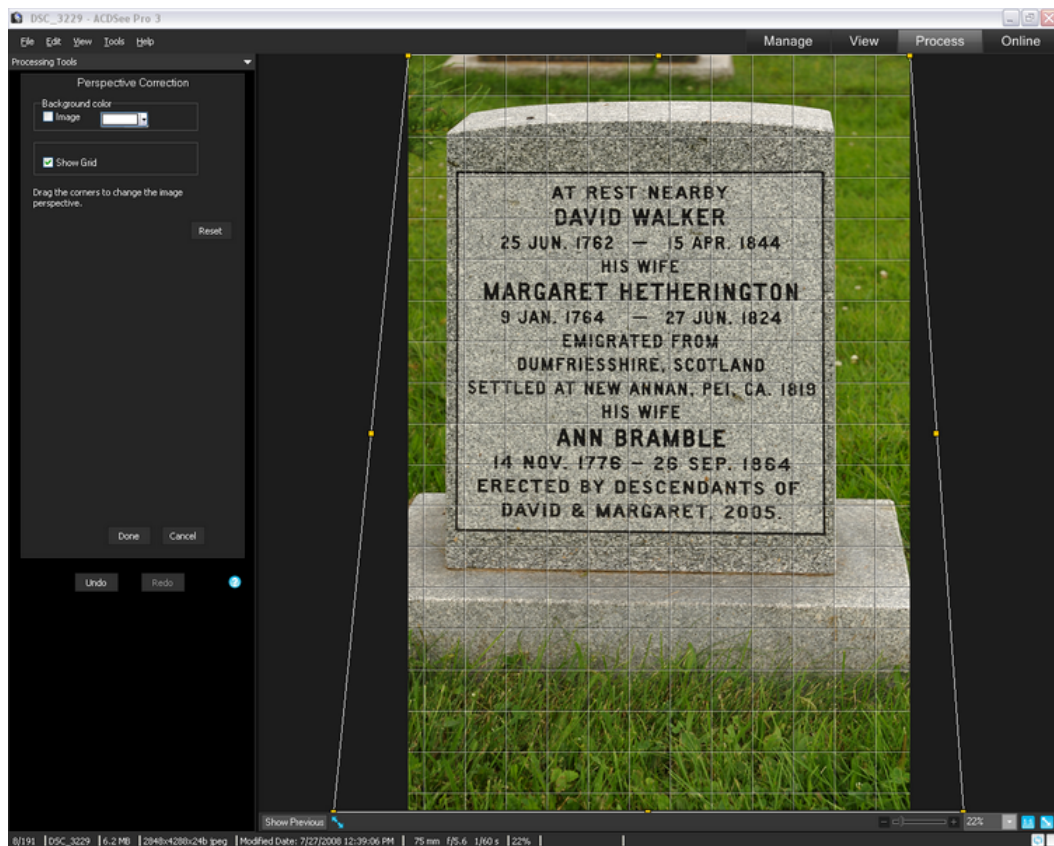 DSC_3229 - ACDSee Pro 3
File Edit View Tools Help
Manage View Process Online
Processing Tools
Perspective Correction
Background color
Image
Show Grid
Drag the corners to change the image
perspective.
Reset
Done Cancel
Undo Redo
AT REST NEARBY
DAVID WALKER
25 JUN. 1762 — 15 APR. 1844
HIS WIFE
MARGARET HETHERINGTON
9 JAN. 1764 — 27 JUN. 1824
EMIGRATED FROM
DUMFRIESSHIRE, SCOTLAND
SETTLED AT NEW ANNAN, PEI, CA. 1819
HIS WIFE
ANN BRAMBLE
14 NOV. 1776 – 26 SEP. 1864
ERECTED BY DESCENDANTS OF
DAVID & MARGARET, 2005.
Show Previous 22%
8/191 DSC_3229 6.2 MB 2848x4288x24b jpeg Modified Date: 7/27/2008 12:39:06 PM 75 mm f/5.6 1/60 s 22%